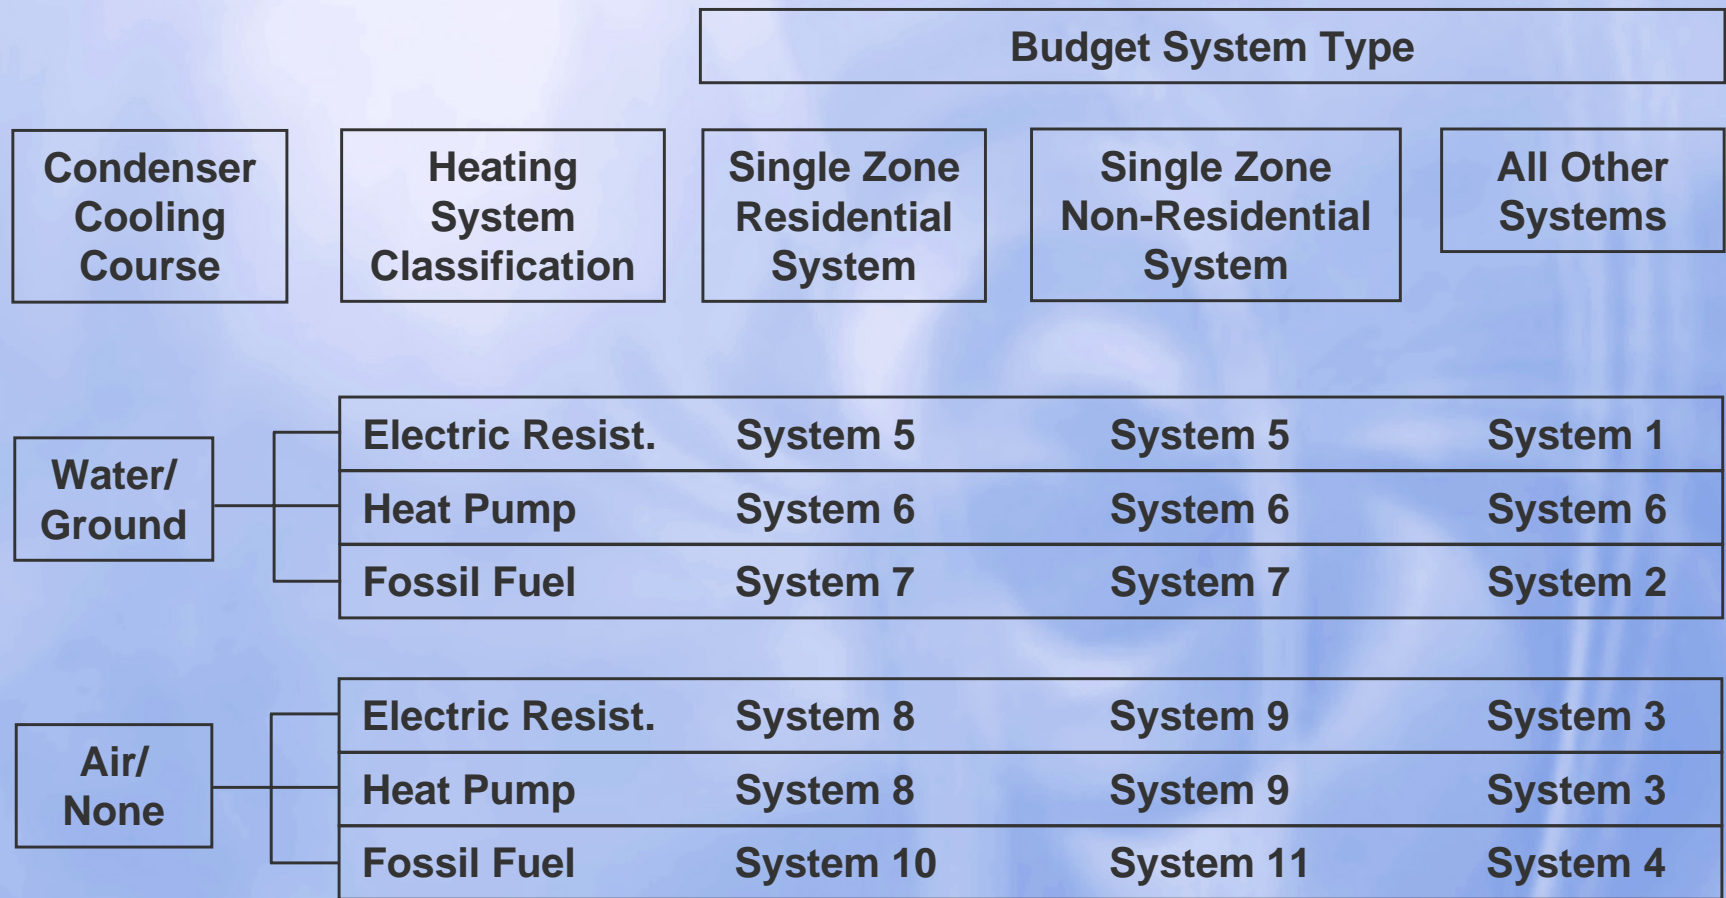 Budget System Type
Condenser
Cooling
Course
Heating
System
Classification
Single Zone
Residential
System
Single Zone
Non-Residential
System
All Other
Systems
Water/
Ground
Electric Resist. System 5 System 5 System 1
Heat Pump System 6 System 6 System 6
Fossil Fuel System 7 System 7 System 2
Air/
None
Electric Resist. System 8 System 9 System 3
Heat Pump System 8 System 9 System 3
Fossil Fuel System 10 System 11 System 4